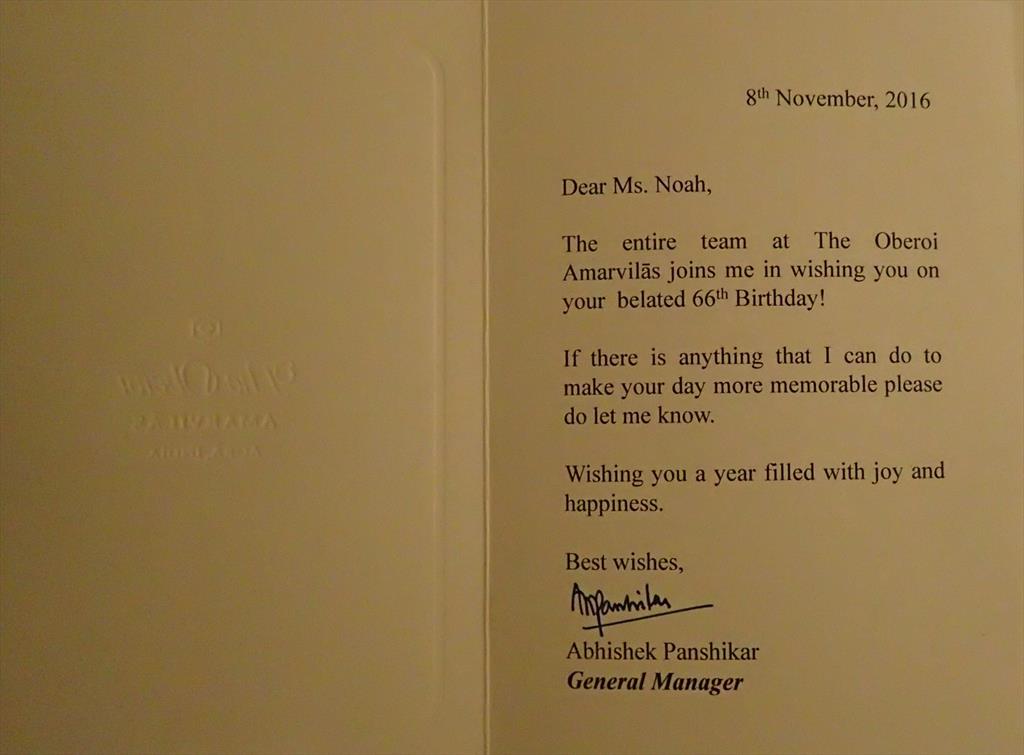 8th November, 2016
Dear Ms. Noah,
The entire team at The Oberoi
Amarvilās joins me in wishing you on
your belated 66th Birthday!
If there is anything that I can do to
make your day more memorable please
do let me know.
Wishing you a year filled with joy and
happiness.
Best wishes,
Abhishek Panshikar
General Manager